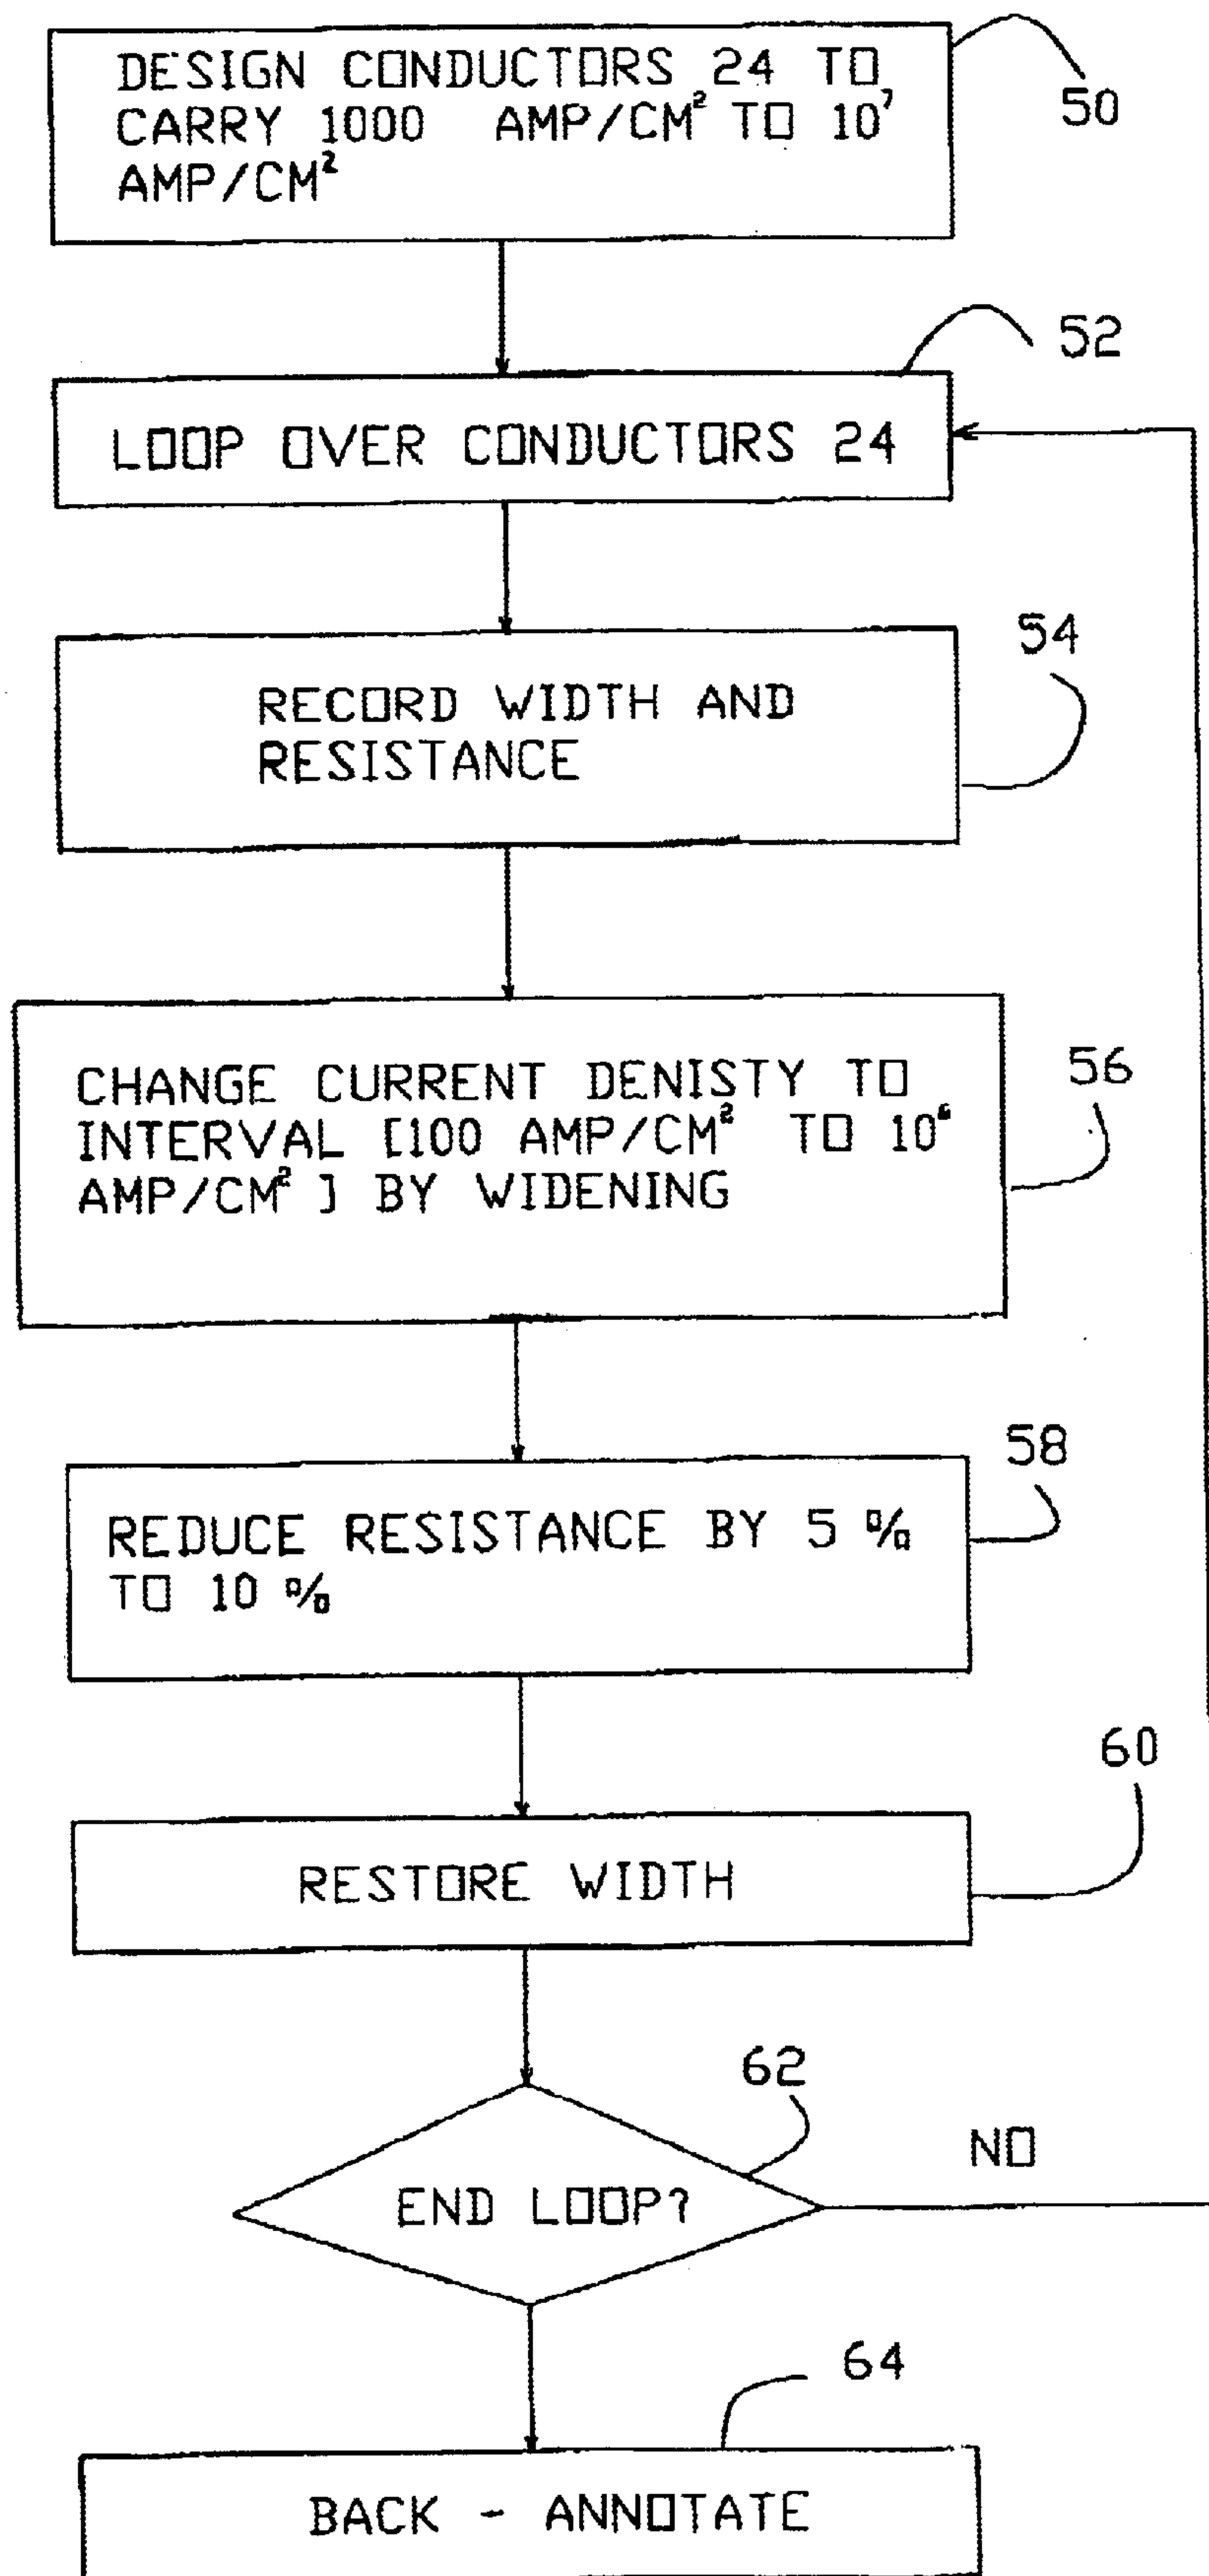 DESIGN CONDUCTORS 24 TO
CARRY 1000 AMP/CM² TO 10⁷
AMP/CM²
50
52
LOOP OVER CONDUCTORS 24
54
RECORD WIDTH AND
RESISTANCE
56
CHANGE CURRENT DENISTY TO
INTERVAL [100 AMP/CM² TO 10⁶
AMP/CM² ] BY WIDENING
58
REDUCE RESISTANCE BY 5 %
TO 10 %
60
RESTORE WIDTH
62
NO
END LOOP?
64
BACK - ANNOTATE